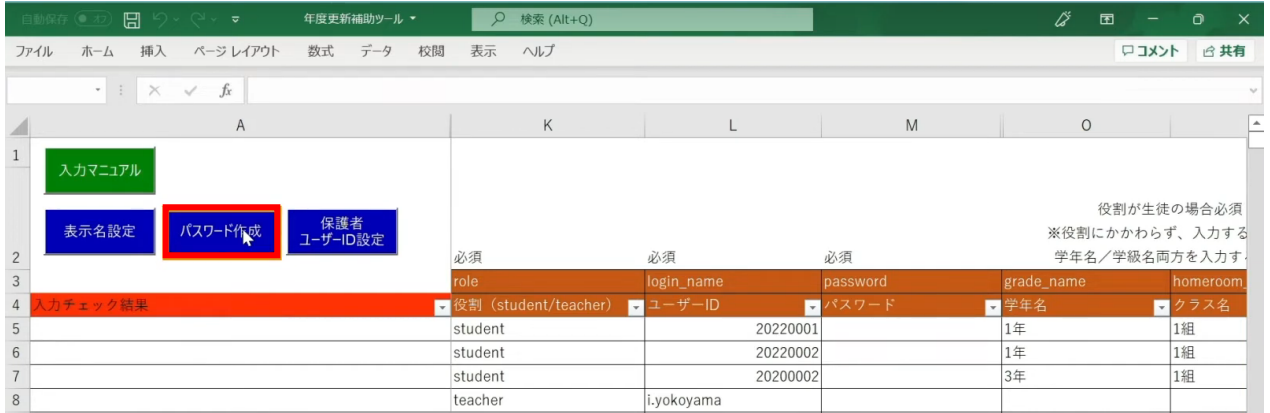 自動保存 オフ 年度更新補助ツール 検索 (Alt+Q)
ファイル ホーム 挿入 ページ レイアウト 数式 データ 校閲 表示 ヘルプ コメント 共有
fx
A K L M O
1
入力マニュアル
表示名設定 パスワード作成 保護者
ユーザーID設定
役割が生徒の場合必須
※役割にかかわらず、入力する
2 必須 必須 必須 学年名／学級名両方を入力す
3 role login_name password grade_name homeroom_
4 入力チェック結果 役割（student/teacher） ユーザーID パスワード 学年名 クラス名
5 student 20220001 1年 1組
6 student 20220002 1年 1組
7 student 20200002 3年 1組
8 teacher i.yokoyama